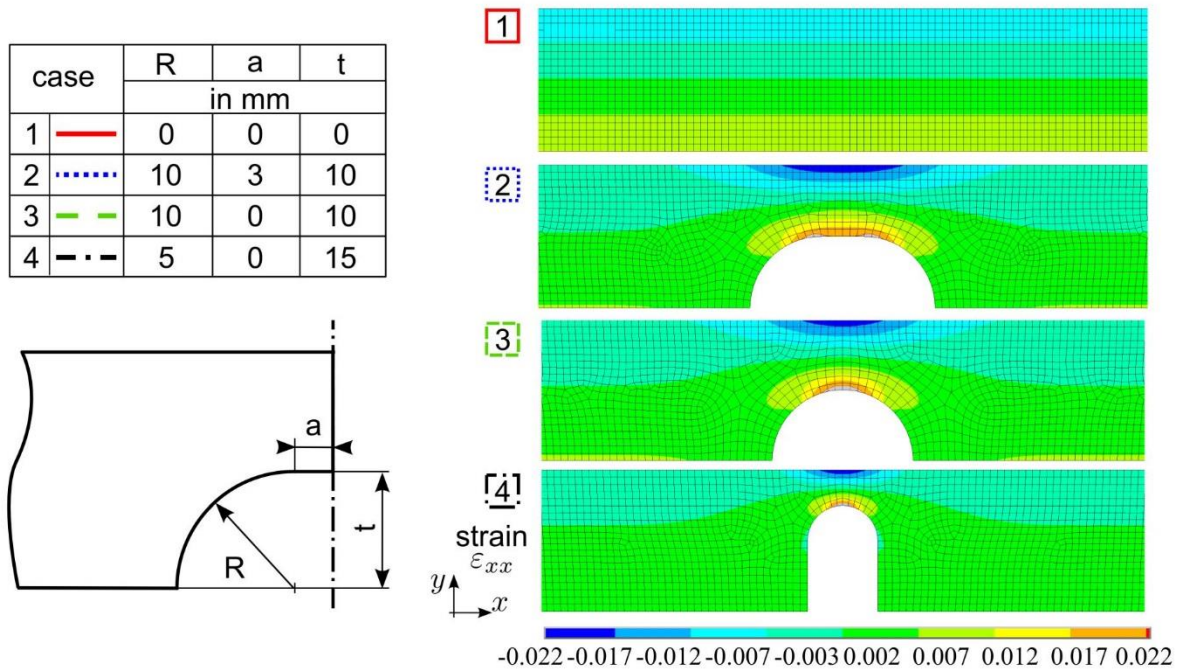 case R a t
in mm
1 0 0 0
2 10 3 10
3 10 0 10
4 5 0 15
a
t
R
1
2
3
4
strain
εxx
y
x
-0.022 -0.017 -0.012 -0.007 -0.003 0.002 0.007 0.012 0.017 0.022